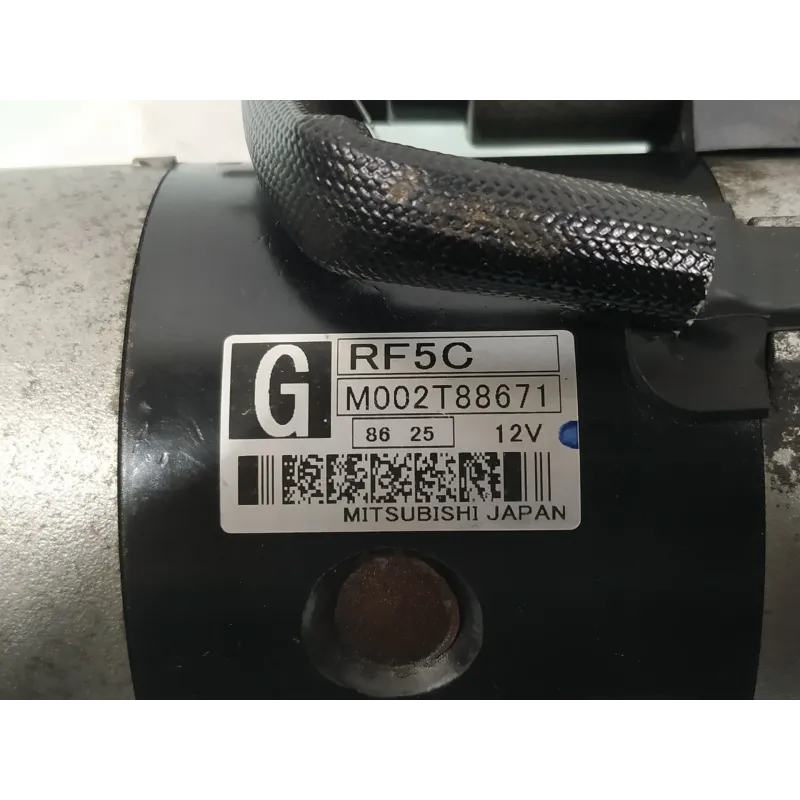 G
RF5C
M002T88671
86 25 12V
MITSUBISHI JAPAN